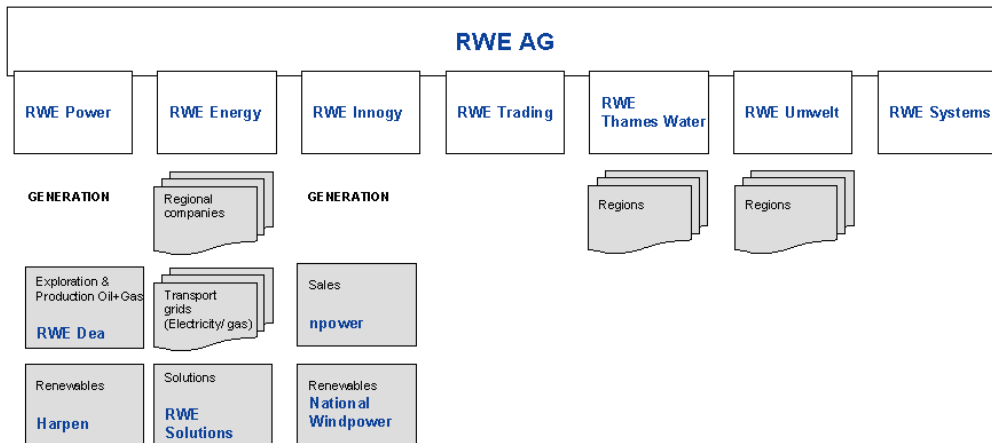 RWE AG
RWE Power
RWE Energy
RWE Innogy
RWE Trading
RWE
Thames Water
RWE Umwelt
RWE Systems
GENERATION
Regional
companies
GENERATION
Regions
Regions
Exploration &
Production Oil+Gas
RWE Dea
Transport
grids
(Electricity/ gas)
Sales
npower
Renewables
Harpen
Solutions
RWE
Solutions
Renewables
National
Windpower